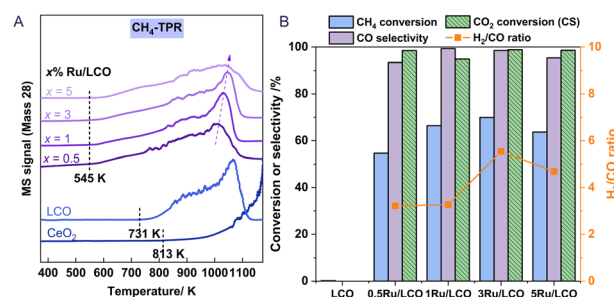 A
CH₄-TPR
x% Ru/LCO
x = 5
x = 3
x = 1
x = 0.5
545 K
LCO
731 K
CeO₂
813 K
MS signal (Mass 28)
400 500 600 700 800 900 1000 1100
Temperature/ K
B
CH₄ conversion
CO₂ conversion (CS)
CO selectivity
H₂/CO ratio
100
80
60
40
20
0
Conversion or selectivity /%
10
8
6
4
2
0
H₂/CO ratio
LCO 0.5Ru/LCO 1Ru/LCO 3Ru/LCO 5Ru/LCO